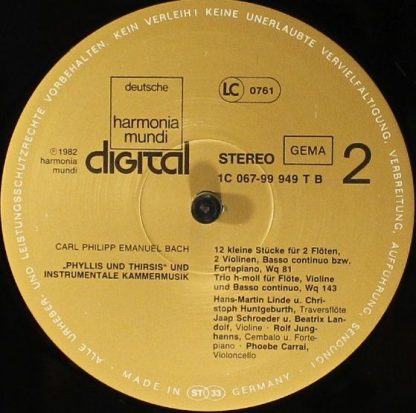 ALLE URHEBER- UND LEISTUNGSSCHUTZRECHTE VORBEHALTEN. KEIN VERLEIH! KEINE UNERLAUBTE VERVIELFÄLTIGUNG, VERBREITUNG, AUFFÜHRUNG, SENDUNG!
deutsche
harmonia
mundi
digital
LC 0761
℗ 1982
harmonia
mundi
STEREO
GEMA
2
1C 067-99 949 T B
CARL PHILIPP EMANUEL BACH
„PHYLLIS UND THIRSIS" UND
INSTRUMENTALE KAMMERMUSIK
12 kleine Stücke für 2 Flöten,
2 Violinen, Basso continuo bzw.
Fortepiano, Wq 81
Trio h-moll für Flöte, Violine
und Basso continuo, Wq 143
Hans-Martin Linde u. Chri-
stoph Huntgeburth, Traversflöte
Jaap Schroeder u. Beatrix Lan-
dolf, Violine · Rolf Jung-
hanns, Cembalo u. Forte-
piano · Phoebe Carrai,
Violoncello
MADE IN GERMANY
ST 33